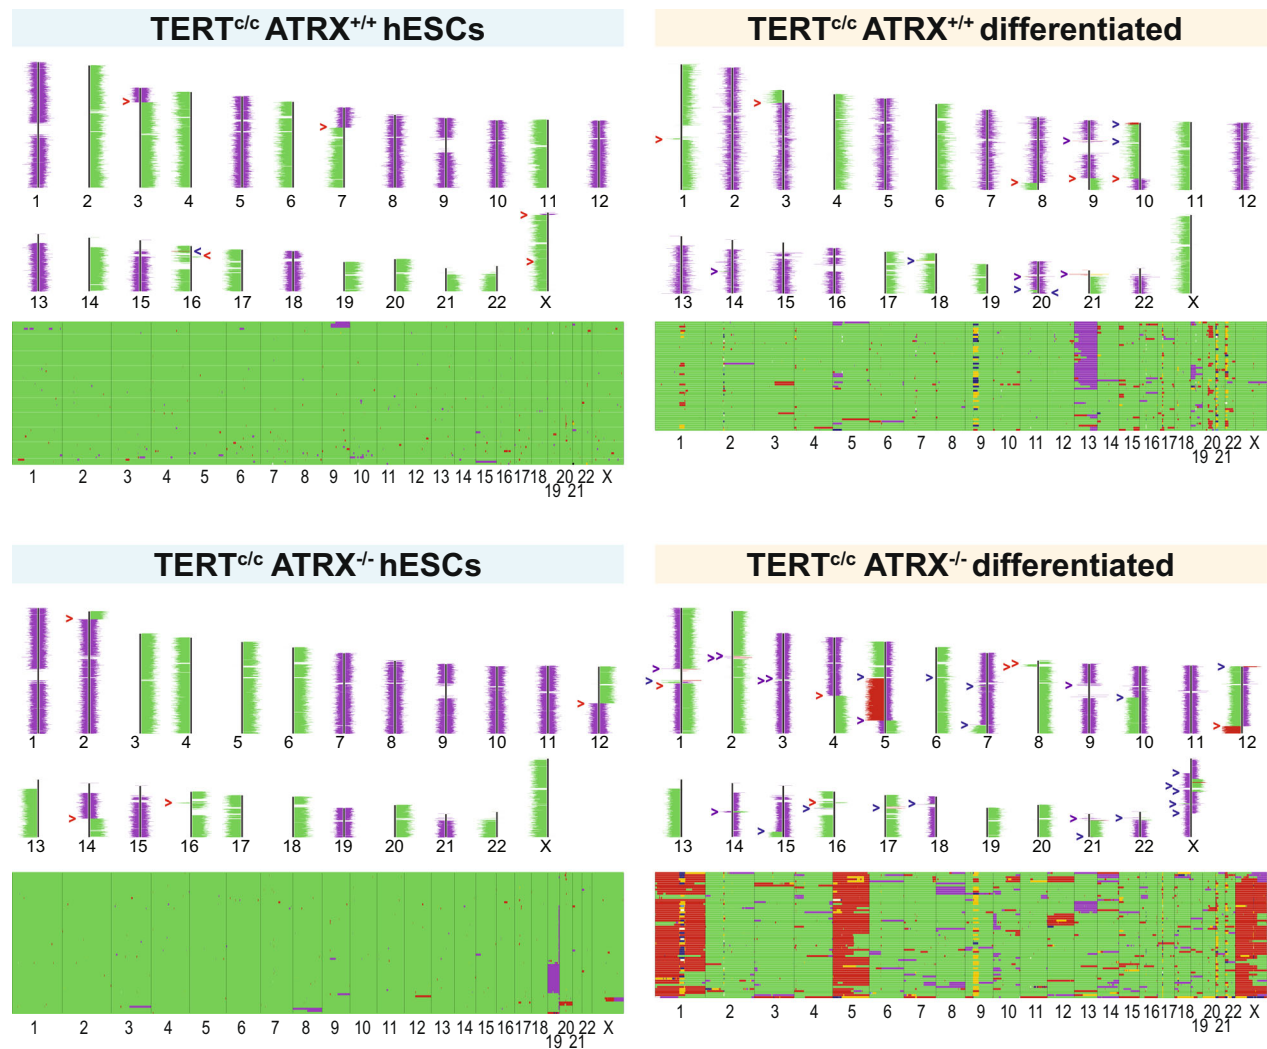 TERTc/c ATRX+/+ hESCs
1 2 3 4 5 6 7 8 9 10 11 12
13 14 15 16 17 18 19 20 21 22 X
1 2 3 4 5 6 7 8 9 10 11 12 13 14 15 16 17 18 20 22 X
19 21
TERTc/c ATRX+/+ differentiated
1 2 3 4 5 6 7 8 9 10 11 12
13 14 15 16 17 18 19 20 21 22 X
1 2 3 4 5 6 7 8 9 10 11 12 13 14 15 16 17 18 20 22 X
19 21
TERTc/c ATRX-/- hESCs
1 2 3 4 5 6 7 8 9 10 11 12
13 14 15 16 17 18 19 20 21 22 X
1 2 3 4 5 6 7 8 9 10 11 12 13 14 15 16 17 18 20 22 X
19 21
TERTc/c ATRX-/- differentiated
1 2 3 4 5 6 7 8 9 10 11 12
13 14 15 16 17 18 19 20 21 22 X
1 2 3 4 5 6 7 8 9 10 11 12 13 14 15 16 17 18 20 22 X
19 21